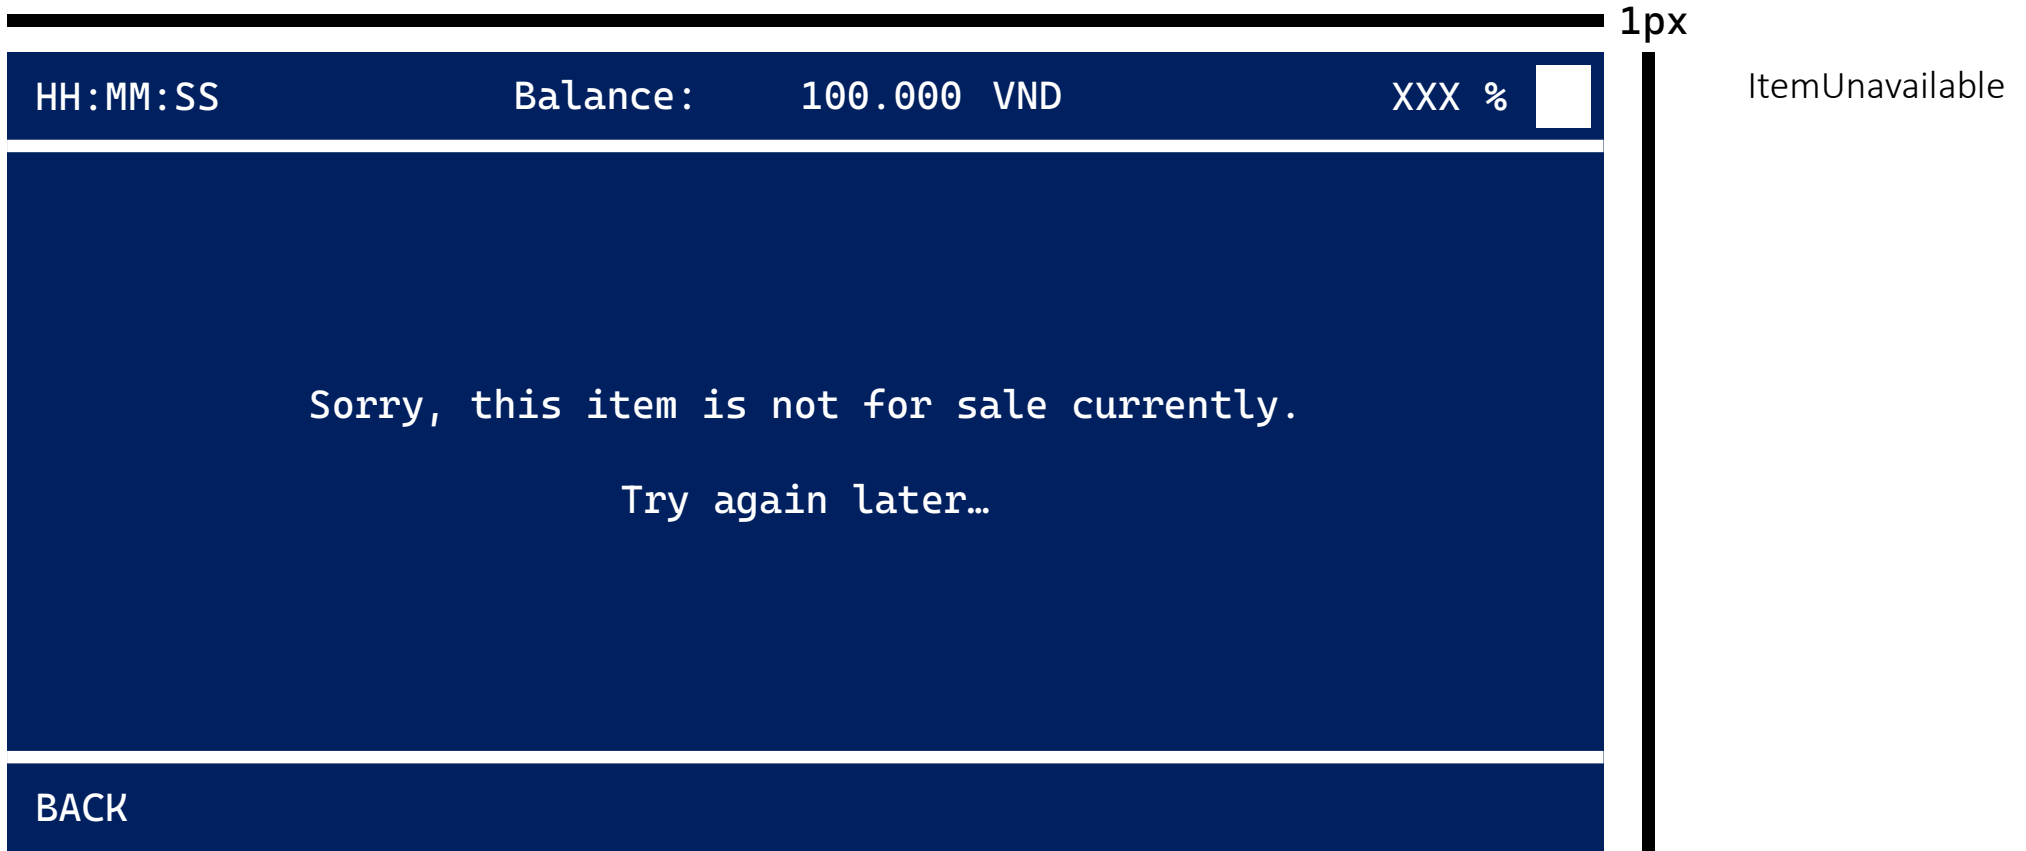 1px
HH:MM:SS Balance: 100.000 VND XXX % ItemUnavailable
Sorry, this item is not for sale currently.
Try again later…
BACK